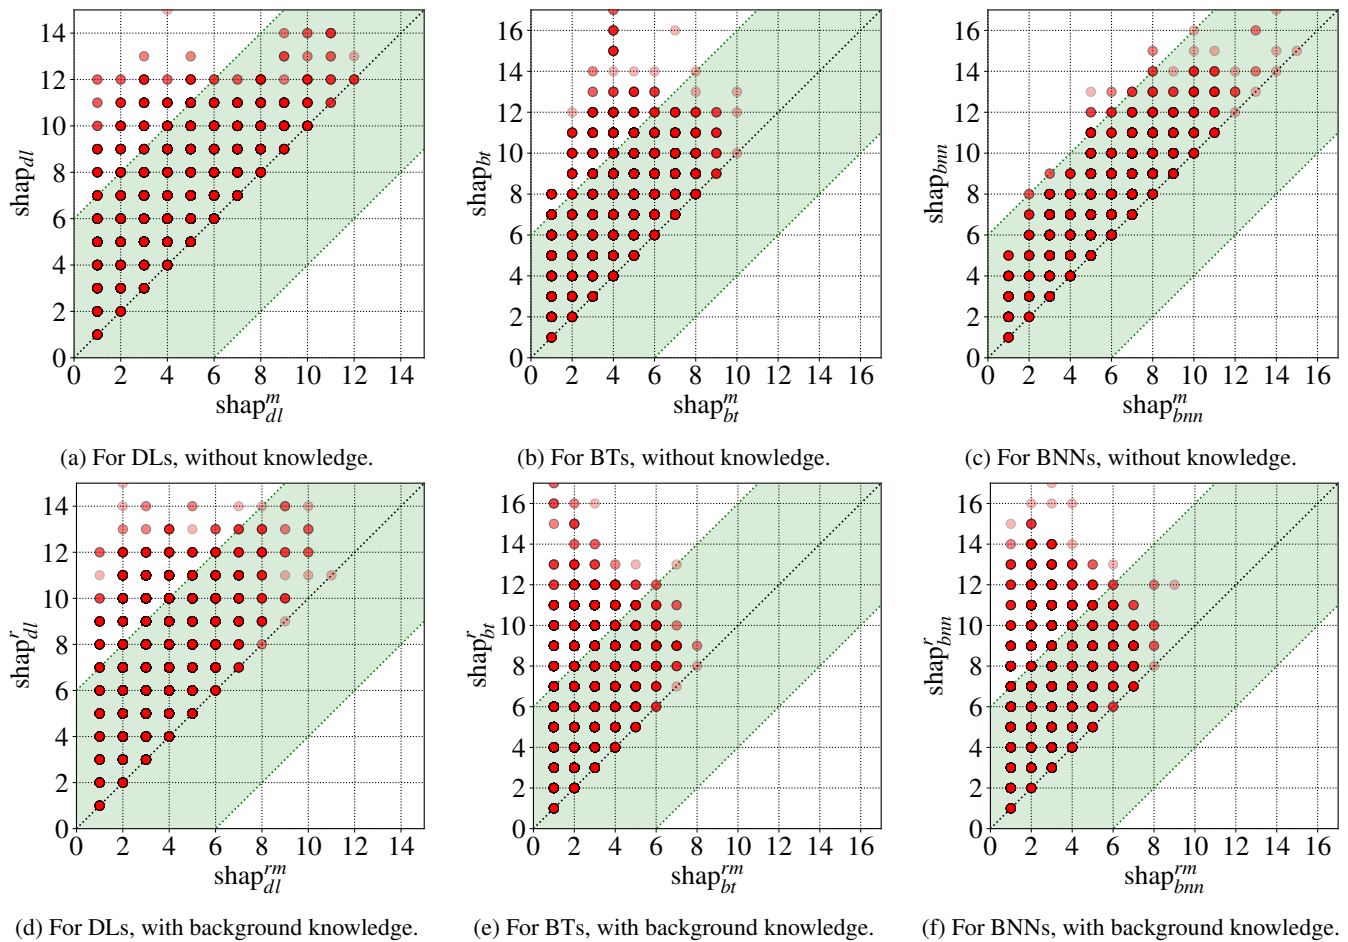 14
12
10
8
6
4
2
0
shap_dl
0 2 4 6 8 10 12 14
shap^m_dl
(a) For DLs, without knowledge.
16
14
12
10
8
6
4
2
0
shap_bt
0 2 4 6 8 10 12 14 16
shap^m_bt
(b) For BTs, without knowledge.
16
14
12
10
8
6
4
2
0
shap_bnn
0 2 4 6 8 10 12 14 16
shap^m_bnn
(c) For BNNs, without knowledge.
14
12
10
8
6
4
2
0
shap^r_dl
0 2 4 6 8 10 12 14
shap^rm_dl
(d) For DLs, with background knowledge.
16
14
12
10
8
6
4
2
0
shap^r_bt
0 2 4 6 8 10 12 14 16
shap^rm_bt
(e) For BTs, with background knowledge.
16
14
12
10
8
6
4
2
0
shap^r_bnn
0 2 4 6 8 10 12 14 16
shap^rm_bnn
(f) For BNNs, with background knowledge.